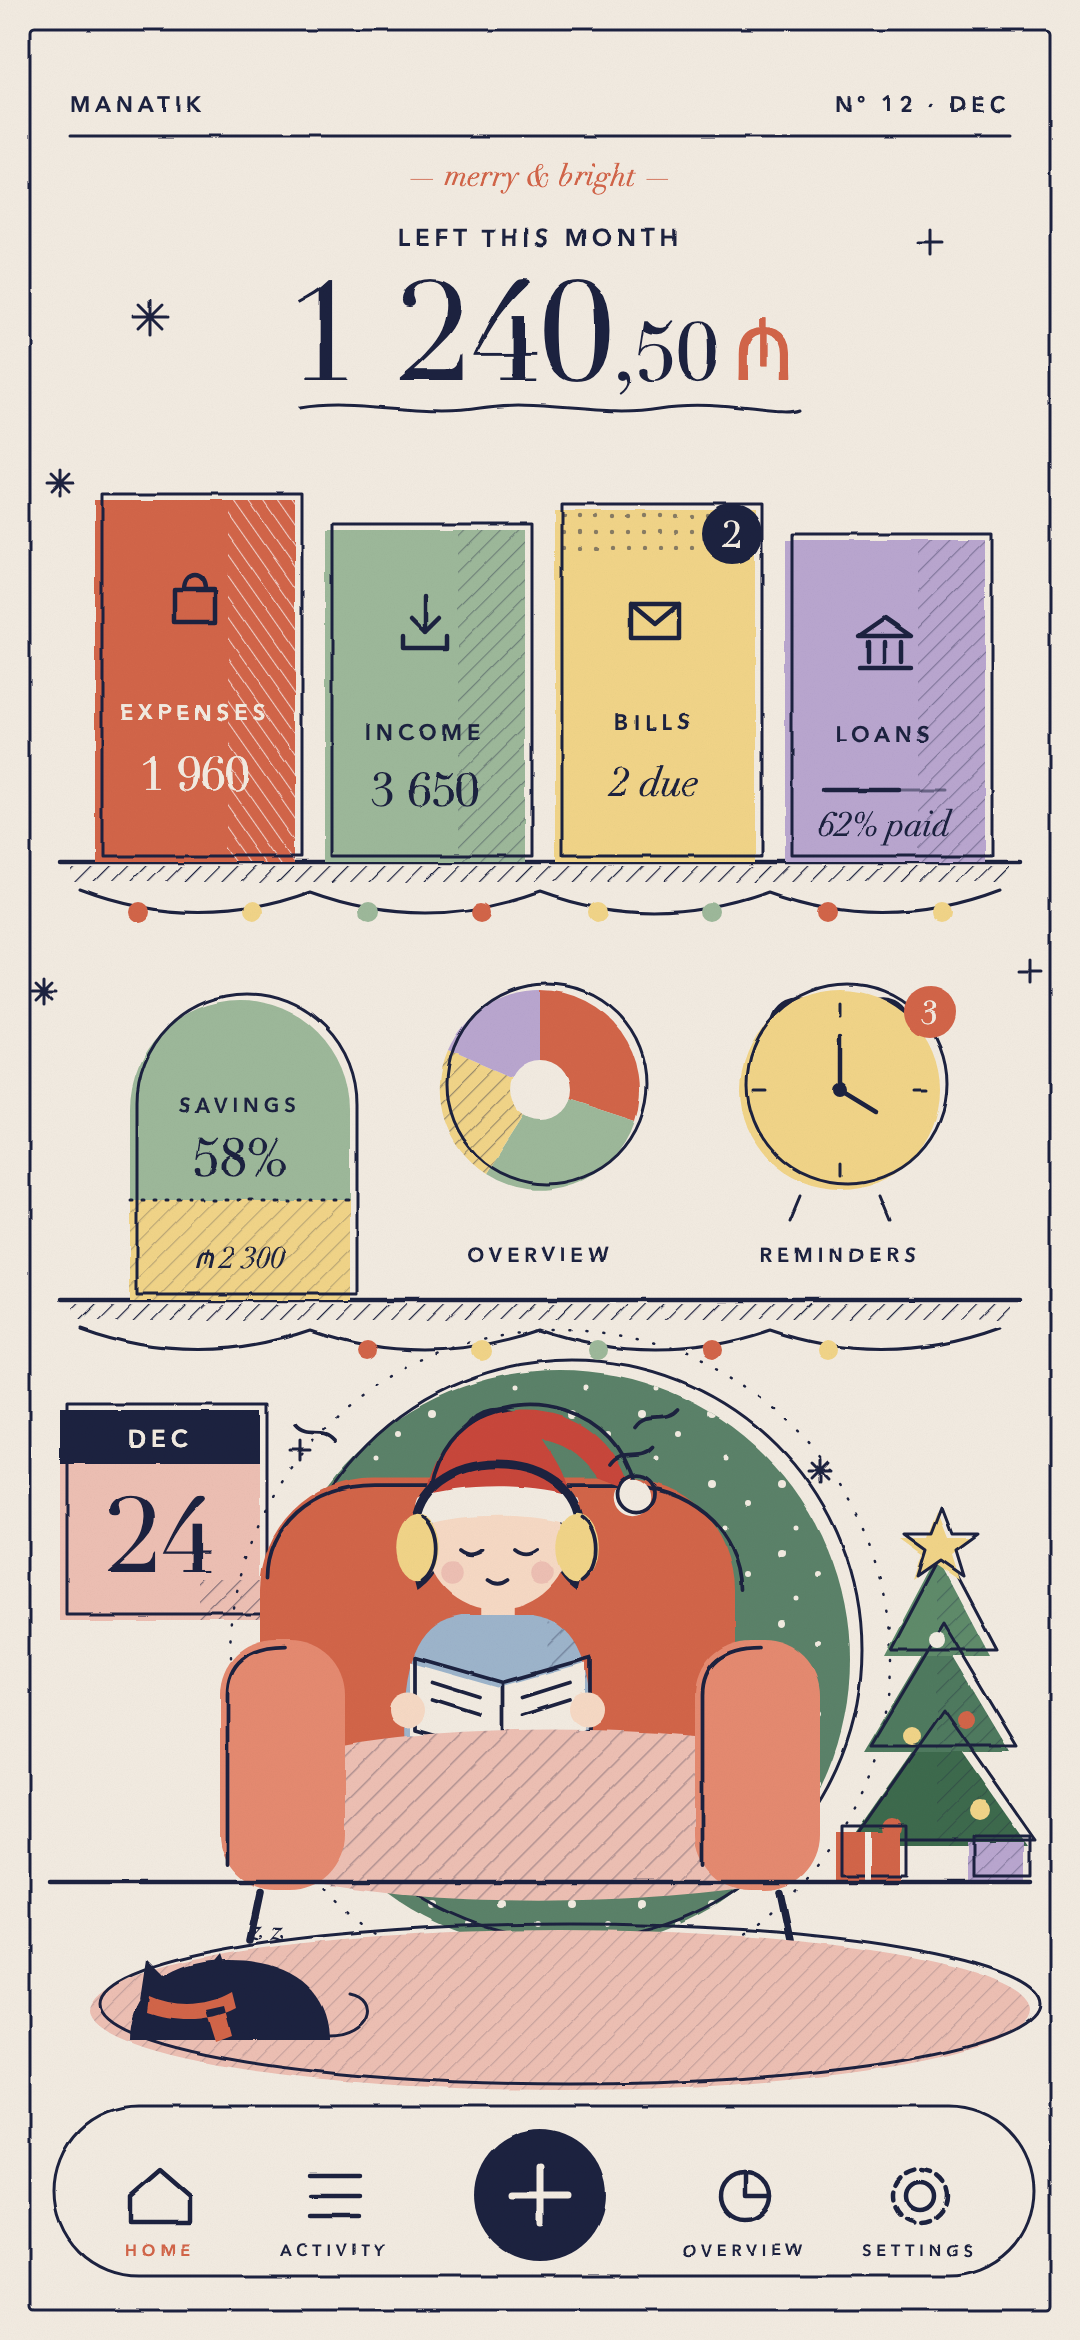 MANATIK
N° 12 · DEC
— merry & bright —
LEFT THIS MONTH
1 240,50 ₼
2
EXPENSES
1 960
INCOME
3 650
BILLS
2 due
LOANS
62% paid
3
SAVINGS
58%
₼ 2 300
OVERVIEW
REMINDERS
DEC
24
z z
HOME
ACTIVITY
OVERVIEW
SETTINGS